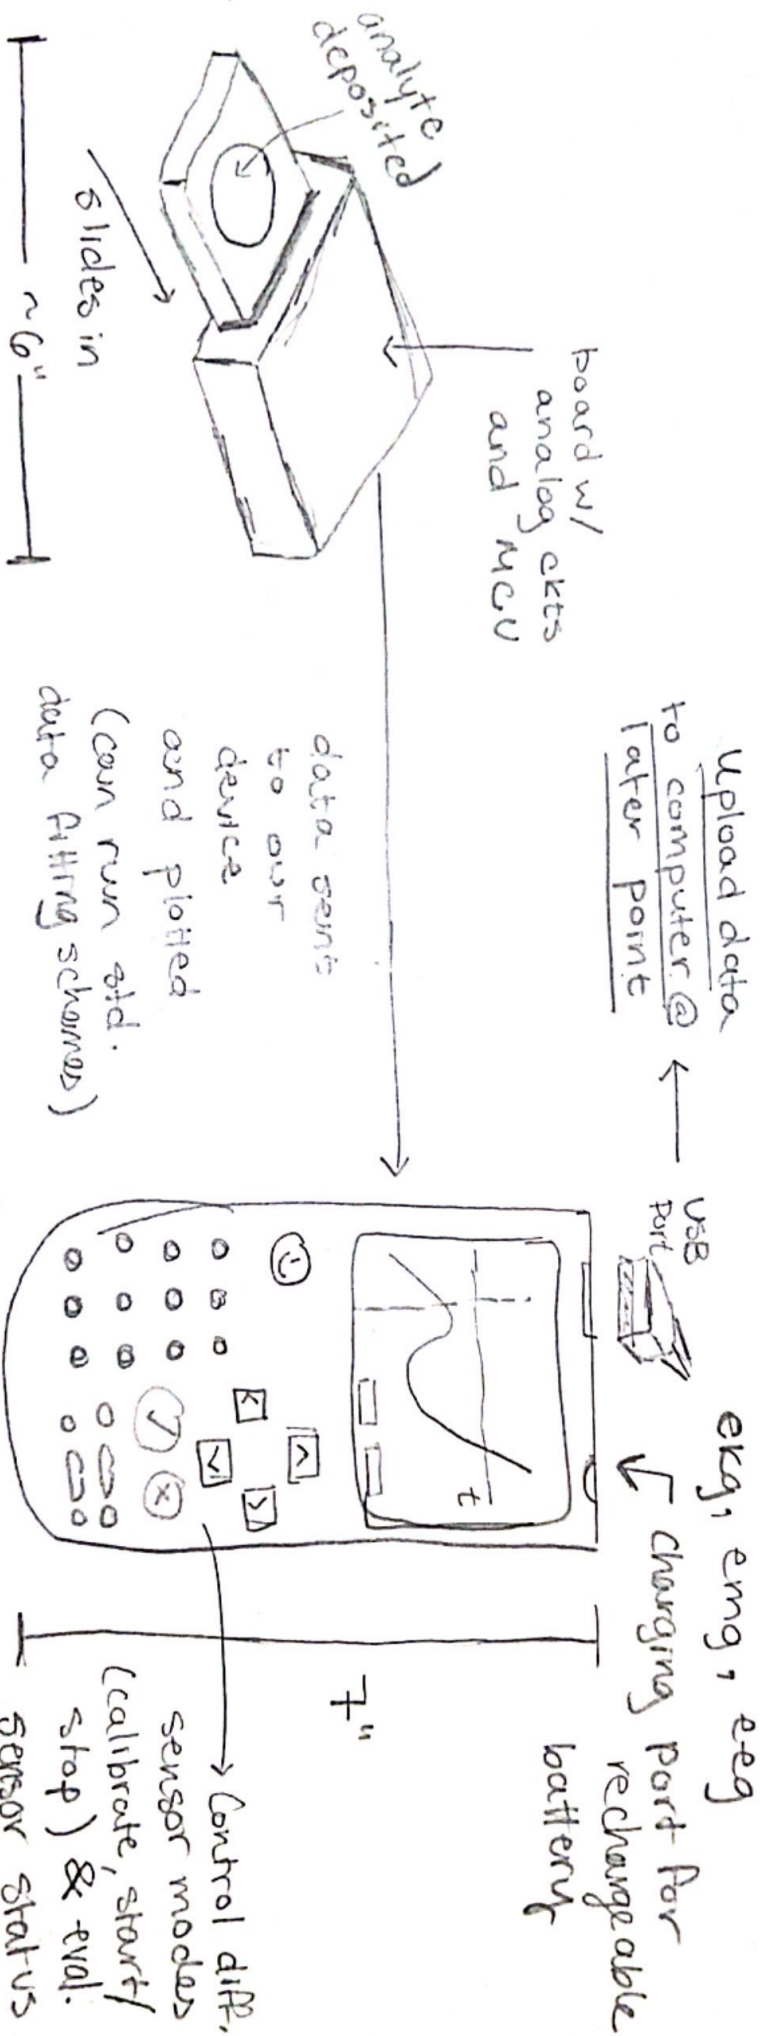 analyte
deposited
slides in
~6"
board w/
analog ckts
and MCU
data sent
to our
device
and plotted
(can run std.
data fitting schemes)
Upload data
to computer @
later point
USB
Port
ekg, emg, eeg
charging port for
rechargeable
battery
t
7"
Control diff.
sensor modes
(calibrate, start/
stop) & eval.
sensor status